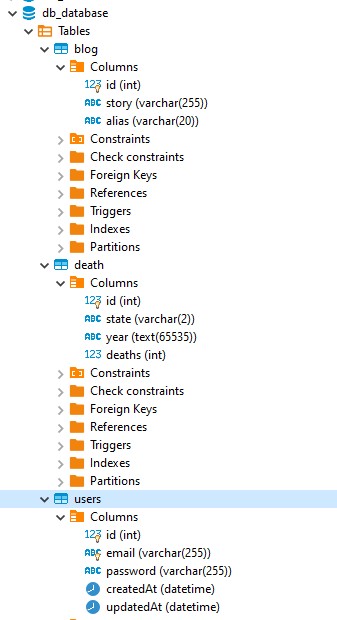 db_database
Tables
blog
Columns
123 id (int)
ABC story (varchar(255))
ABC alias (varchar(20))
Constraints
Check constraints
Foreign Keys
References
Triggers
Indexes
Partitions
death
Columns
123 id (int)
ABC state (varchar(2))
ABC year (text(65535))
123 deaths (int)
Constraints
Check constraints
Foreign Keys
References
Triggers
Indexes
Partitions
users
Columns
123 id (int)
ABC email (varchar(255))
ABC password (varchar(255))
createdAt (datetime)
updatedAt (datetime)